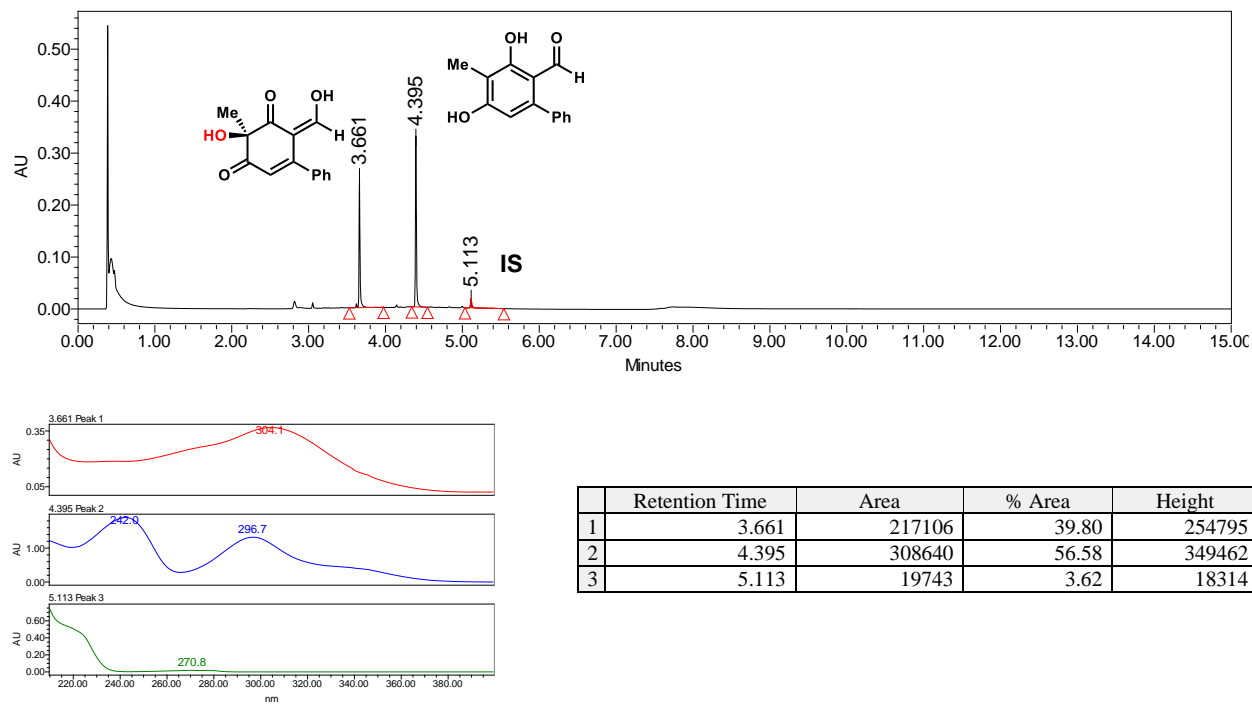 AU
0.50
0.40
0.30
0.20
0.10
0.00
Me
HO
O
O
OH
H
Ph
3.661
OH
O
Me
H
HO
Ph
4.395
5.113
IS
0.00 1.00 2.00 3.00 4.00 5.00 6.00 7.00 8.00 9.00 10.00 11.00 12.00 13.00 14.00 15.00
Minutes
3.661 Peak 1
304.1
AU
0.35
0.05
4.395 Peak 2
242.0
296.7
AU
1.00
0.00
5.113 Peak 3
270.8
AU
0.60
0.40
0.20
0.00
220.00 240.00 260.00 280.00 300.00 320.00 340.00 360.00 380.00
nm
Retention Time Area % Area Height
1 3.661 217106 39.80 254795
2 4.395 308640 56.58 349462
3 5.113 19743 3.62 18314